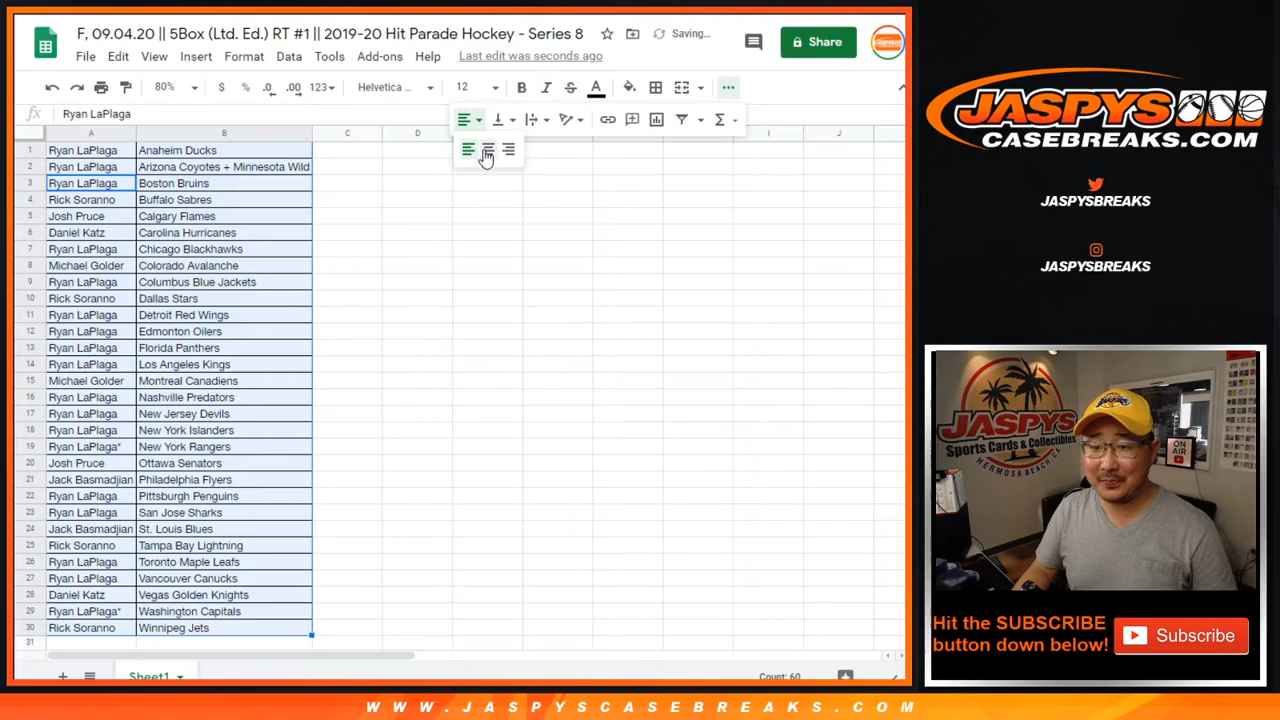 F, 09.04.20 || 5Box (Ltd. Ed.) RT #1 || 2019-20 Hit Parade Hockey - Series 8 Saving...
File Edit View Insert Format Data Tools Add-ons Help Last edit was seconds ago
Share
80% $ % .0 .00 123 Helvetica ... 12 B I S A
fx Ryan LaPlaga
A B C D E F G H I J
1 Ryan LaPlaga Anaheim Ducks
2 Ryan LaPlaga Arizona Coyotes + Minnesota Wild
3 Ryan LaPlaga Boston Bruins
4 Rick Soranno Buffalo Sabres
5 Josh Pruce Calgary Flames
6 Daniel Katz Carolina Hurricanes
7 Ryan LaPlaga Chicago Blackhawks
8 Michael Golder Colorado Avalanche
9 Ryan LaPlaga Columbus Blue Jackets
10 Rick Soranno Dallas Stars
11 Ryan LaPlaga Detroit Red Wings
12 Ryan LaPlaga Edmonton Oilers
13 Ryan LaPlaga Florida Panthers
14 Ryan LaPlaga Los Angeles Kings
15 Michael Golder Montreal Canadiens
16 Ryan LaPlaga Nashville Predators
17 Ryan LaPlaga New Jersey Devils
18 Ryan LaPlaga New York Islanders
19 Ryan LaPlaga* New York Rangers
20 Josh Pruce Ottawa Senators
21 Jack Basmadjian Philadelphia Flyers
22 Ryan LaPlaga Pittsburgh Penguins
23 Ryan LaPlaga San Jose Sharks
24 Jack Basmadjian St. Louis Blues
25 Rick Soranno Tampa Bay Lightning
26 Ryan LaPlaga Toronto Maple Leafs
27 Ryan LaPlaga Vancouver Canucks
28 Daniel Katz Vegas Golden Knights
29 Ryan LaPlaga* Washington Capitals
30 Rick Soranno Winnipeg Jets
31
Sheet1 Count: 60
JASPYS
CASEBREAKS.COM
JASPYSBREAKS
JASPYSBREAKS
JASPYS
Sports Cards & Collectibles
HERMOSA BEACH, CA
ON AIR
Hit the SUBSCRIBE
button down below!
Subscribe
WWW.JASPYSCASEBREAKS.COM